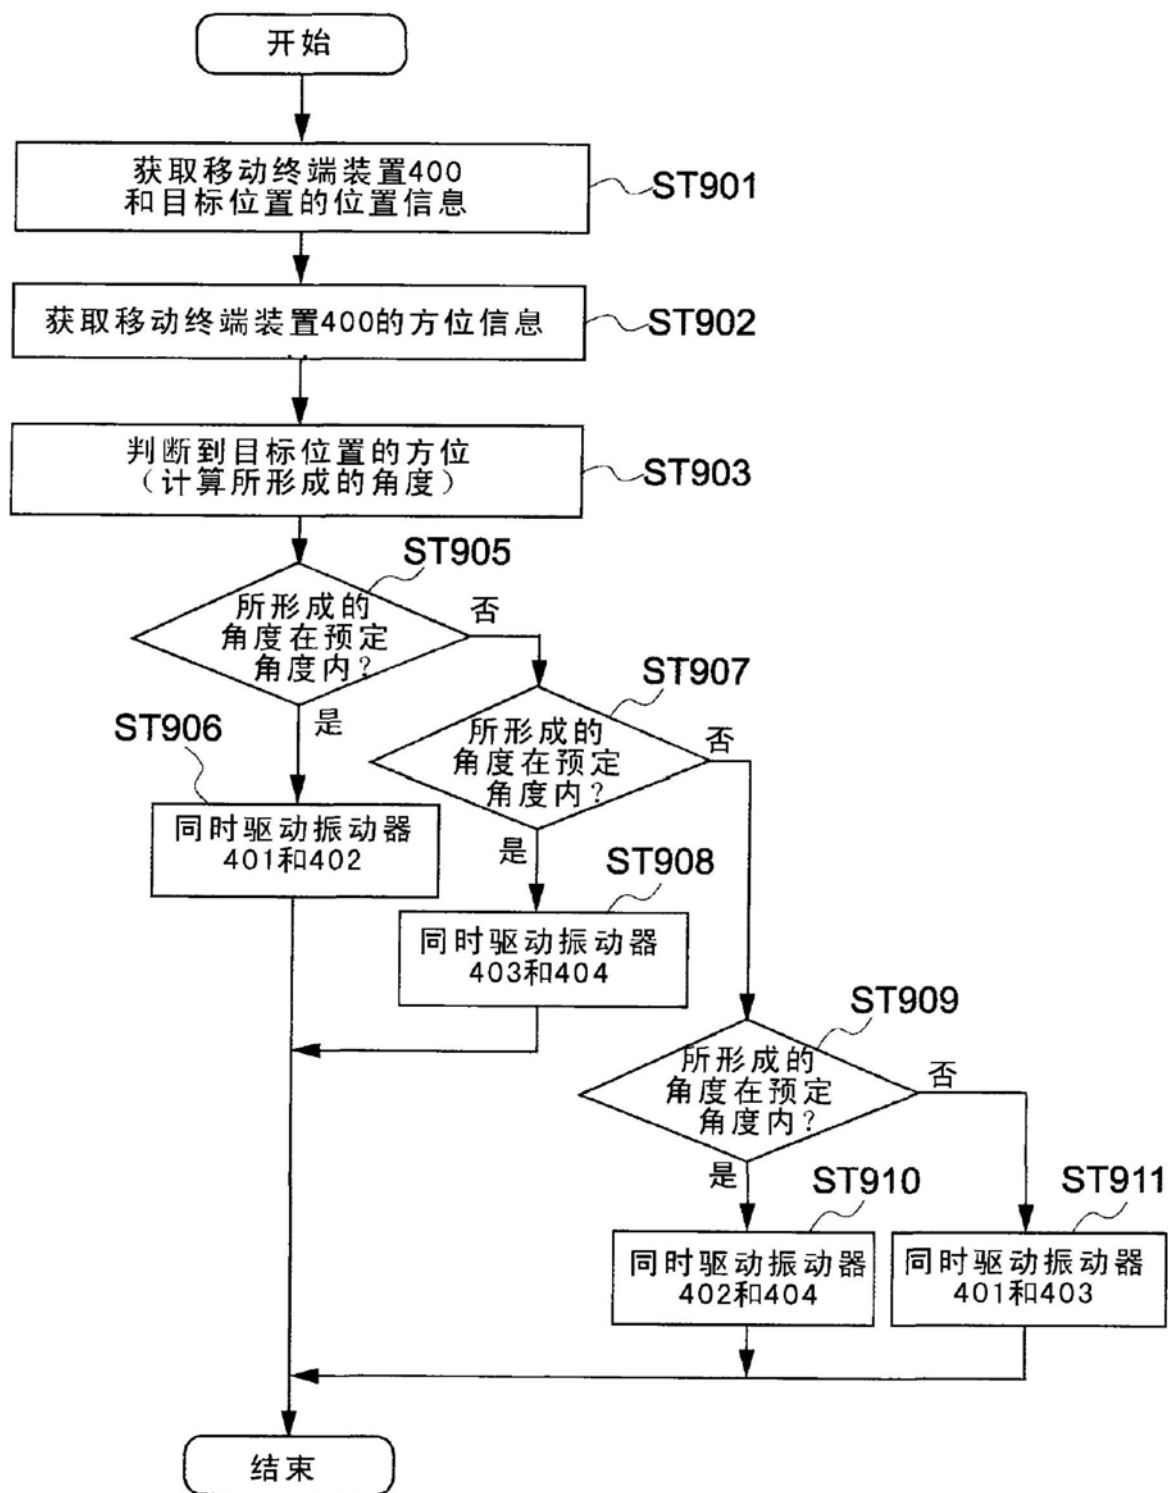 开始
获取移动终端装置400
和目标位置的位置信息
ST901
获取移动终端装置400的方位信息
ST902
判断到目标位置的方位
（计算所形成的角度）
ST903
ST905
所形成的
角度在预定
角度内？
否
是
ST907
所形成的
角度在预定
角度内？
否
是
ST906
同时驱动振动器
401和402
ST908
同时驱动振动器
403和404
ST909
所形成的
角度在预定
角度内？
否
是
ST910
同时驱动振动器
402和404
ST911
同时驱动振动器
401和403
结束